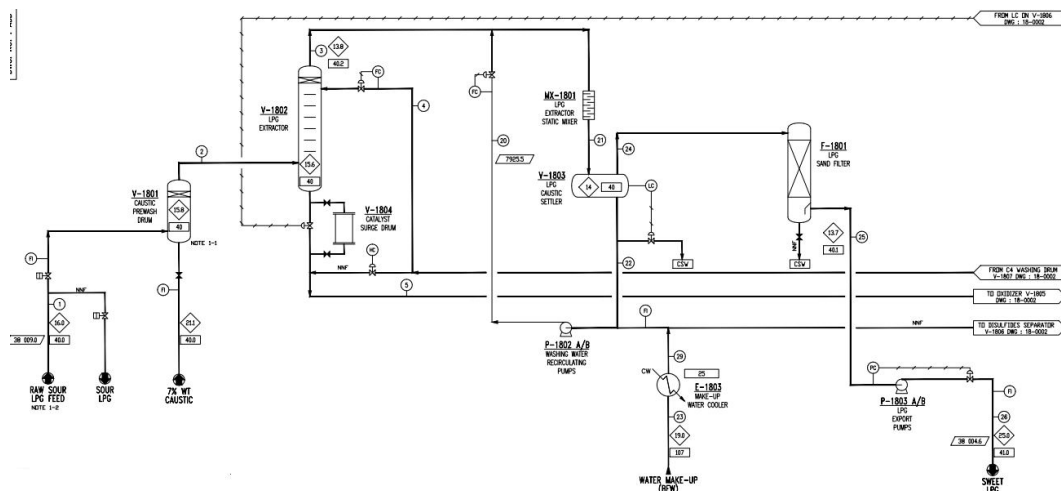 FROM LC ON V-1806
DWG : 18-0002
3
13.8
40.2
FC
V-1802
LPG
EXTRACTOR
4
FC
MX-1801
LPG
EXTRACTOR
STATIC MIXER
21
20
7925.5
24
F-1801
LPG
SAND FILTER
2
15.6
40
V-1803
LPG
CAUSTIC
SETTLER
14
40
LC
V-1801
CAUSTIC
PREWASH
DRUM
15.8
40
NOTE 1-1
V-1804
CATALYST
SURGE DRUM
HC
NNF
5
22
CSW
NNF
CSW
13.7
40.1
25
FROM C4 WASHING DRUM
V-1807 DWG : 18-0002
TO OXIDIZER V-1805
DWG : 18-0002
FI
NNF
1
16.0
38 009.0
40.0
FI
21.1
40.0
RAW SOUR
LPG FEED
NOTE 1-2
SOUR
LPG
7% WT
CAUSTIC
P-1802 A/B
WASHING WATER
RECIRCULATING
PUMPS
FI
NNF
TO DISULFIDES SEPARATOR
V-1806 DWG : 18-0002
29
25
CW
E-1803
MAKE-UP
WATER COOLER
23
19.0
107
WATER MAKE-UP
(BFW)
PC
P-1803 A/B
LPG
EXPORT
PUMPS
FI
26
38 004.6
25.0
41.0
SWEET
LPG